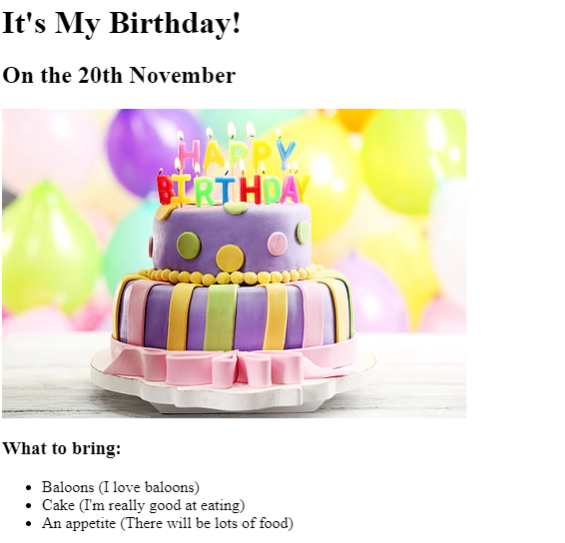 It's My Birthday!
On the 20th November
HAPPY
BIRTHDAY
What to bring:
Baloons (I love baloons)
Cake (I'm really good at eating)
An appetite (There will be lots of food)